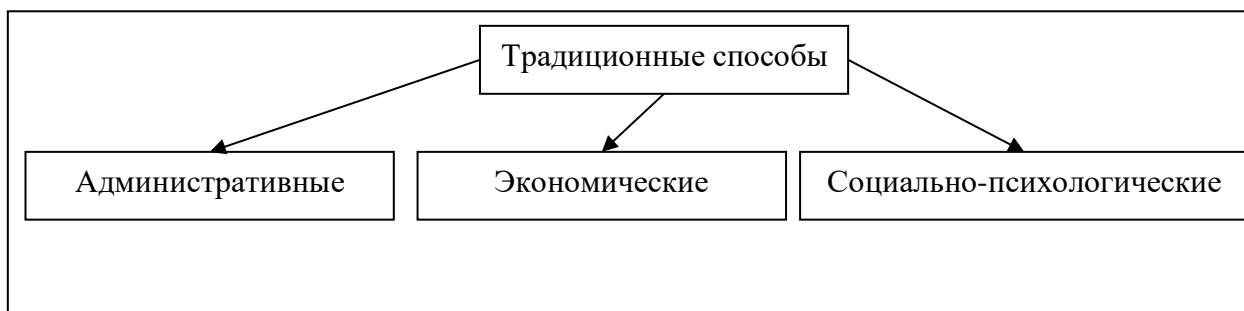 Традиционные способы
Административные
Экономические
Социально-психологические